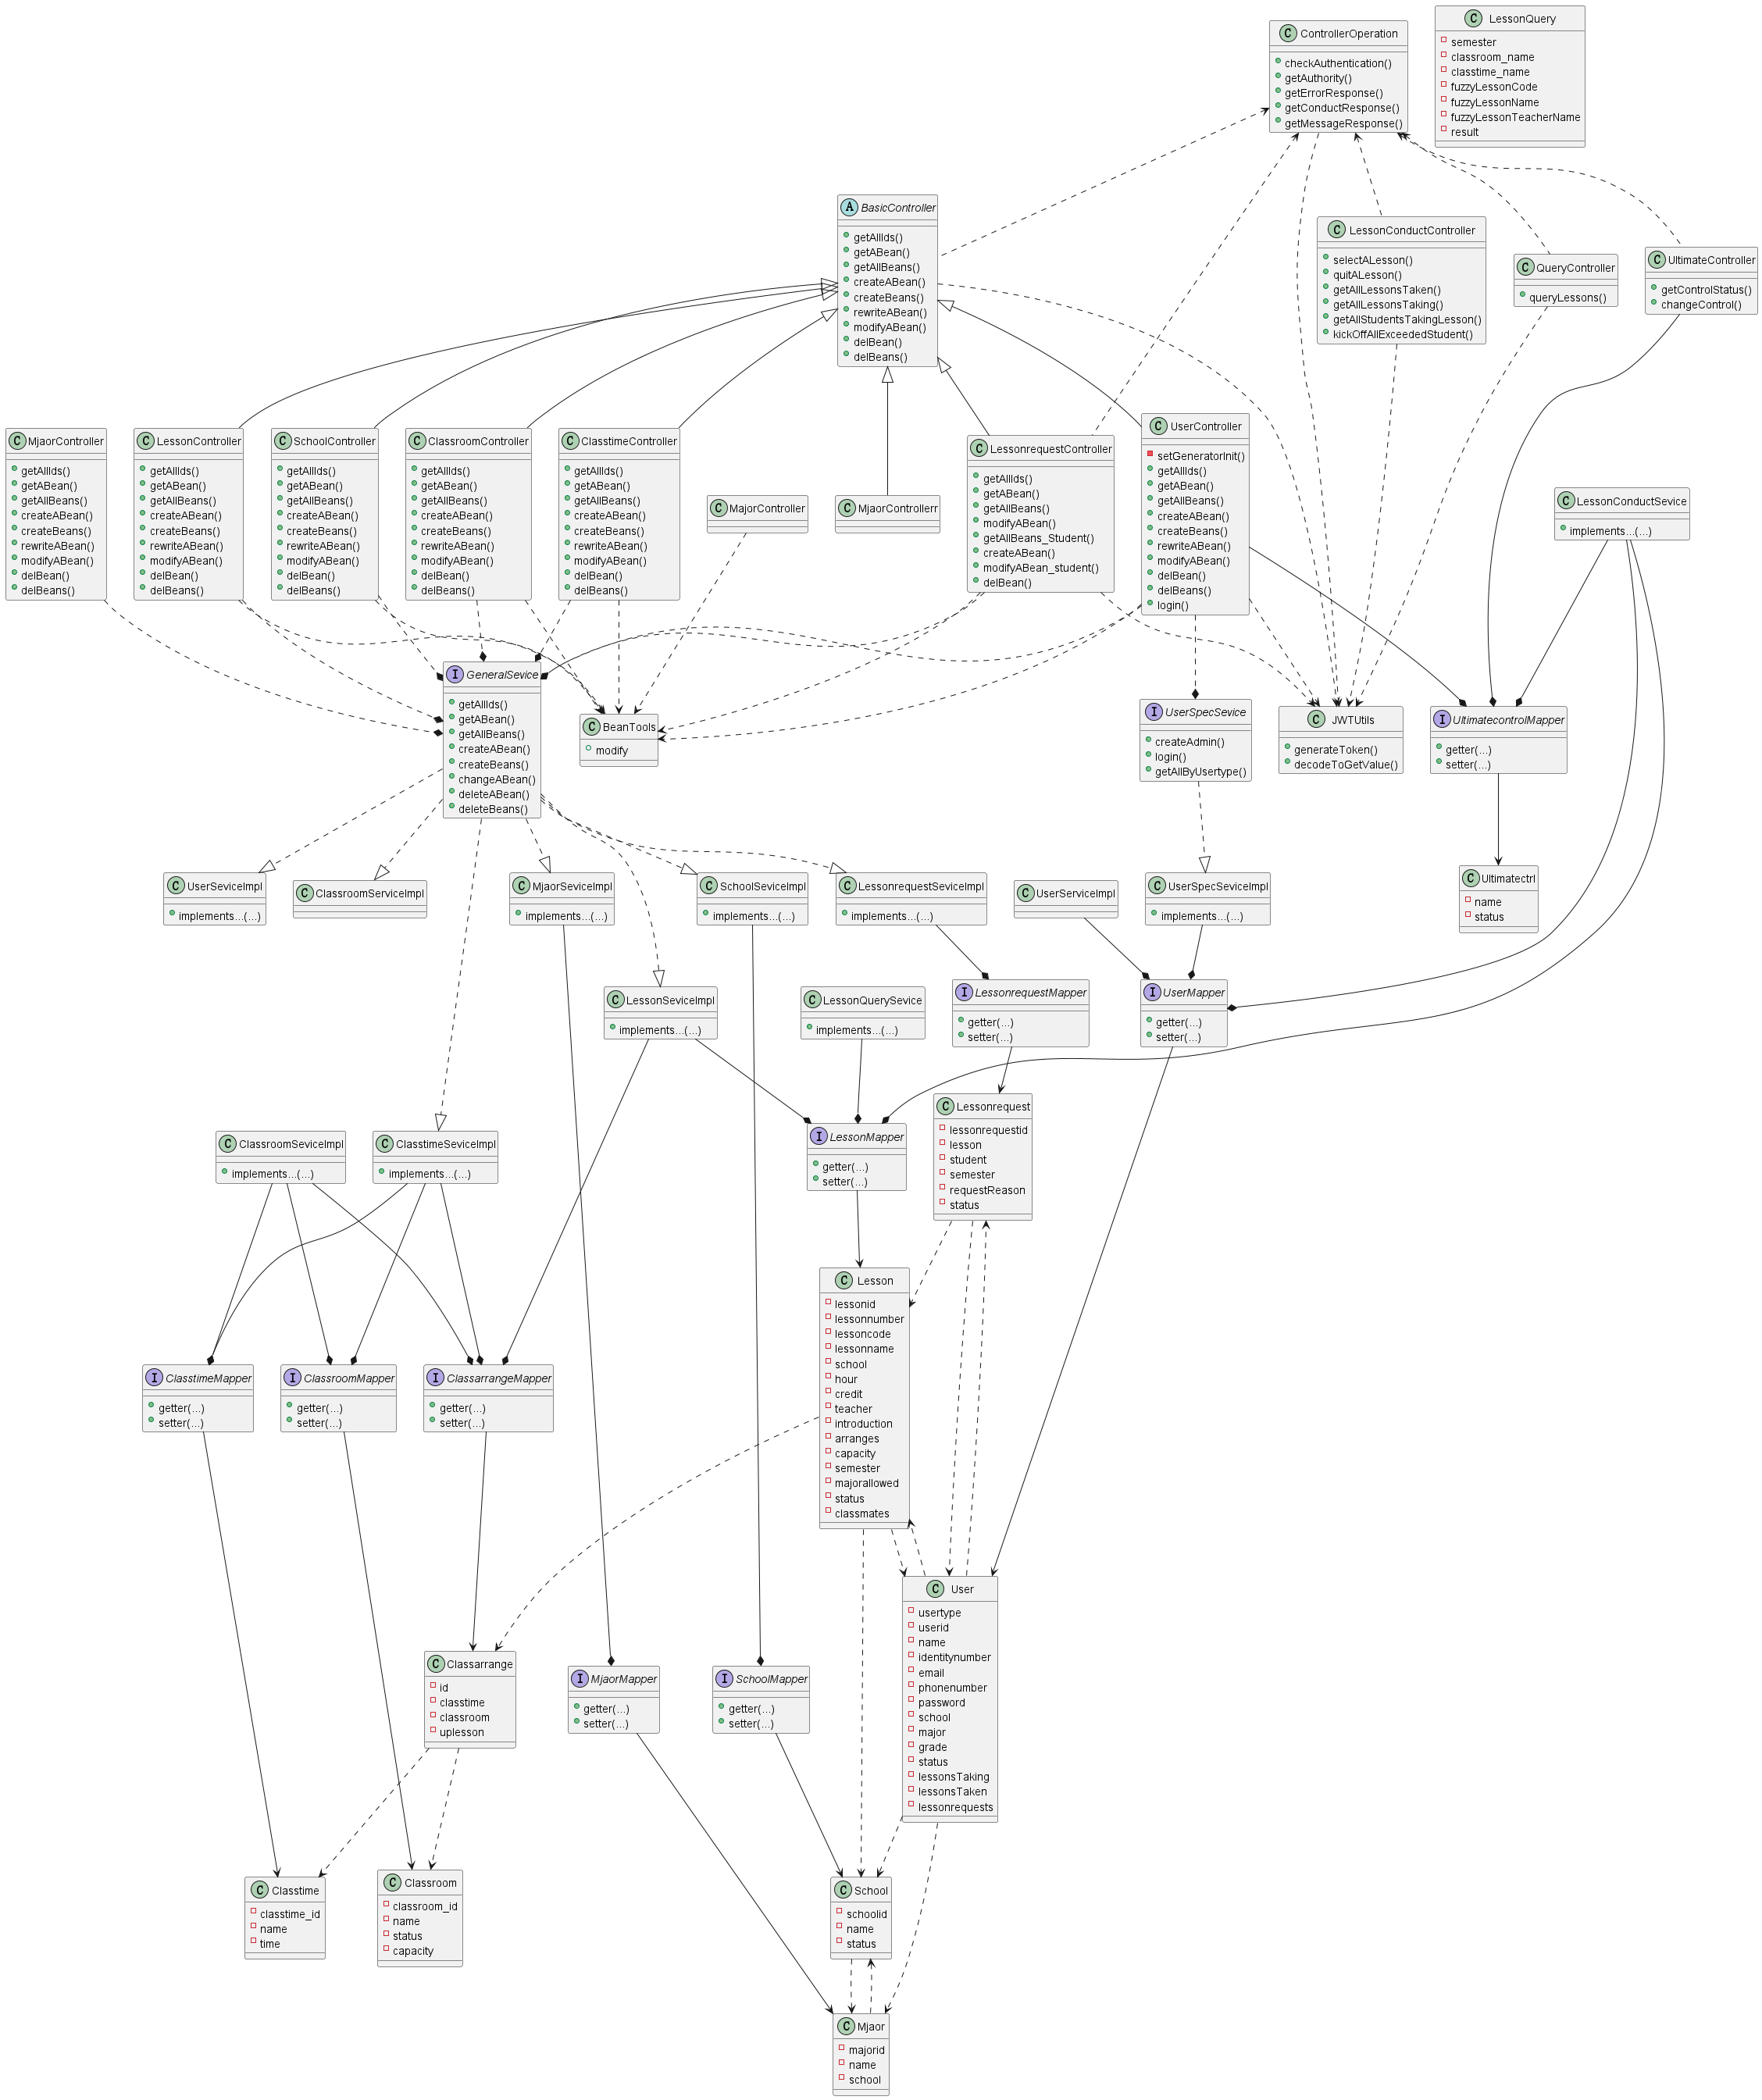 C ControllerOperation
checkAuthentication()
getAuthority()
getErrorResponse()
getConductResponse()
getMessageResponse()
C LessonQuery
semester
classroom_name
classtime_name
fuzzyLessonCode
fuzzyLessonName
fuzzyLessonTeacherName
result
A BasicController
getAllIds()
getABean()
getAllBeans()
createABean()
createBeans()
rewriteABean()
modifyABean()
delBean()
delBeans()
C LessonConductController
selectALesson()
quitALesson()
getAllLessonsTaken()
getAllLessonsTaking()
getAllStudentsTakingLesson()
kickOffAllExceededStudent()
C QueryController
queryLessons()
C UltimateController
getControlStatus()
changeControl()
C MjaorController
getAllIds()
getABean()
getAllBeans()
createABean()
createBeans()
rewriteABean()
modifyABean()
delBean()
delBeans()
C LessonController
getAllIds()
getABean()
getAllBeans()
createABean()
createBeans()
rewriteABean()
modifyABean()
delBean()
delBeans()
C SchoolController
getAllIds()
getABean()
getAllBeans()
createABean()
createBeans()
rewriteABean()
modifyABean()
delBean()
delBeans()
C ClassroomController
getAllIds()
getABean()
getAllBeans()
createABean()
createBeans()
rewriteABean()
modifyABean()
delBean()
delBeans()
C ClasstimeController
getAllIds()
getABean()
getAllBeans()
createABean()
createBeans()
rewriteABean()
modifyABean()
delBean()
delBeans()
C MajorController
C MjaorControllerr
C LessonrequestController
getAllIds()
getABean()
getAllBeans()
modifyABean()
getAllBeans_Student()
createABean()
modifyABean_student()
delBean()
C UserController
setGeneratorInit()
getAllIds()
getABean()
getAllBeans()
createABean()
createBeans()
rewriteABean()
modifyABean()
delBean()
delBeans()
login()
C LessonConductSevice
implements...(...)
I GeneralSevice
getAllIds()
getABean()
getAllBeans()
createABean()
createBeans()
changeABean()
deleteABean()
deleteBeans()
C BeanTools
modify
I UserSpecSevice
createAdmin()
login()
getAllByUsertype()
C JWTUtils
generateToken()
decodeToGetValue()
I UltimatecontrolMapper
getter(...)
setter(...)
C UserSeviceImpl
implements...(...)
C ClassroomServiceImpl
C MjaorSeviceImpl
implements...(...)
C SchoolSeviceImpl
implements...(...)
C LessonrequestSeviceImpl
implements...(...)
C UserServiceImpl
C UserSpecSeviceImpl
implements...(...)
C Ultimatectrl
name
status
C LessonSeviceImpl
implements...(...)
C LessonQuerySevice
implements...(...)
I LessonrequestMapper
getter(...)
setter(...)
I UserMapper
getter(...)
setter(...)
C ClassroomSeviceImpl
implements...(...)
C ClasstimeSeviceImpl
implements...(...)
I LessonMapper
getter(...)
setter(...)
C Lessonrequest
lessonrequestid
lesson
student
semester
requestReason
status
I ClasstimeMapper
getter(...)
setter(...)
I ClassroomMapper
getter(...)
setter(...)
I ClassarrangeMapper
getter(...)
setter(...)
C Lesson
lessonid
lessonnumber
lessoncode
lessonname
school
hour
credit
teacher
introduction
arranges
capacity
semester
majorallowed
status
classmates
C User
usertype
userid
name
identitynumber
email
phonenumber
password
school
major
grade
status
lessonsTaking
lessonsTaken
lessonrequests
C Classarrange
id
classtime
classroom
uplesson
I MjaorMapper
getter(...)
setter(...)
I SchoolMapper
getter(...)
setter(...)
C Classtime
classtime_id
name
time
C Classroom
classroom_id
name
status
capacity
C School
schoolid
name
status
C Mjaor
majorid
name
school